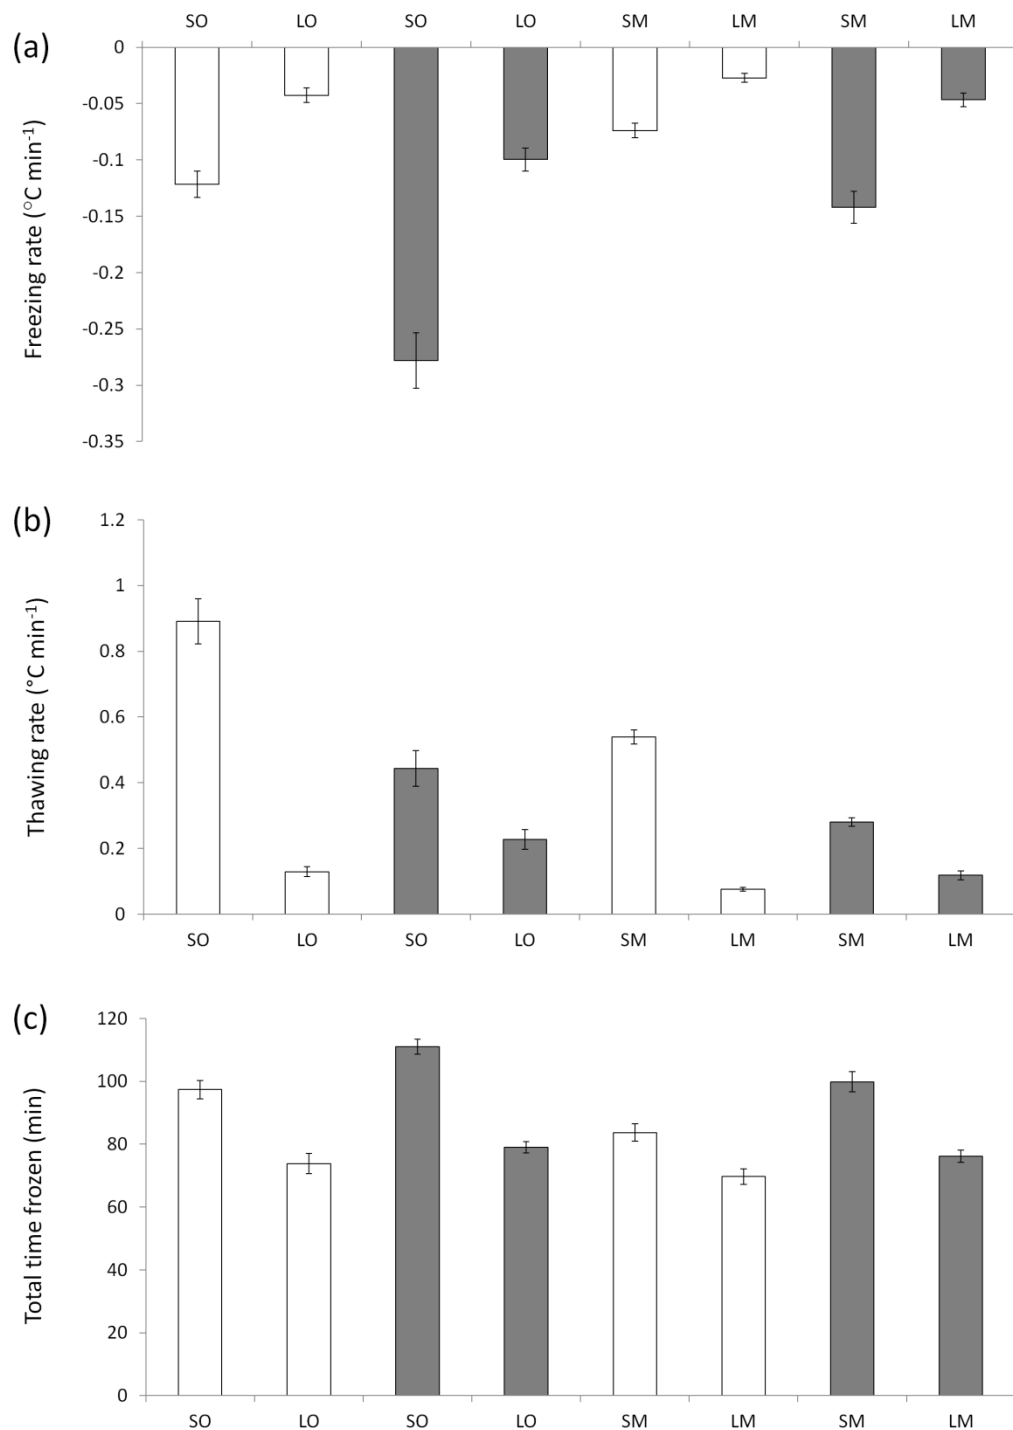 SO LO SO LO SM LM SM LM
(a)
Freezing rate (°C min-1)
0
-0.05
-0.1
-0.15
-0.2
-0.25
-0.3
-0.35
(b)
Thawing rate (°C min-1)
1.2
1
0.8
0.6
0.4
0.2
0
SO LO SO LO SM LM SM LM
(c)
Total time frozen (min)
120
100
80
60
40
20
0
SO LO SO LO SM LM SM LM